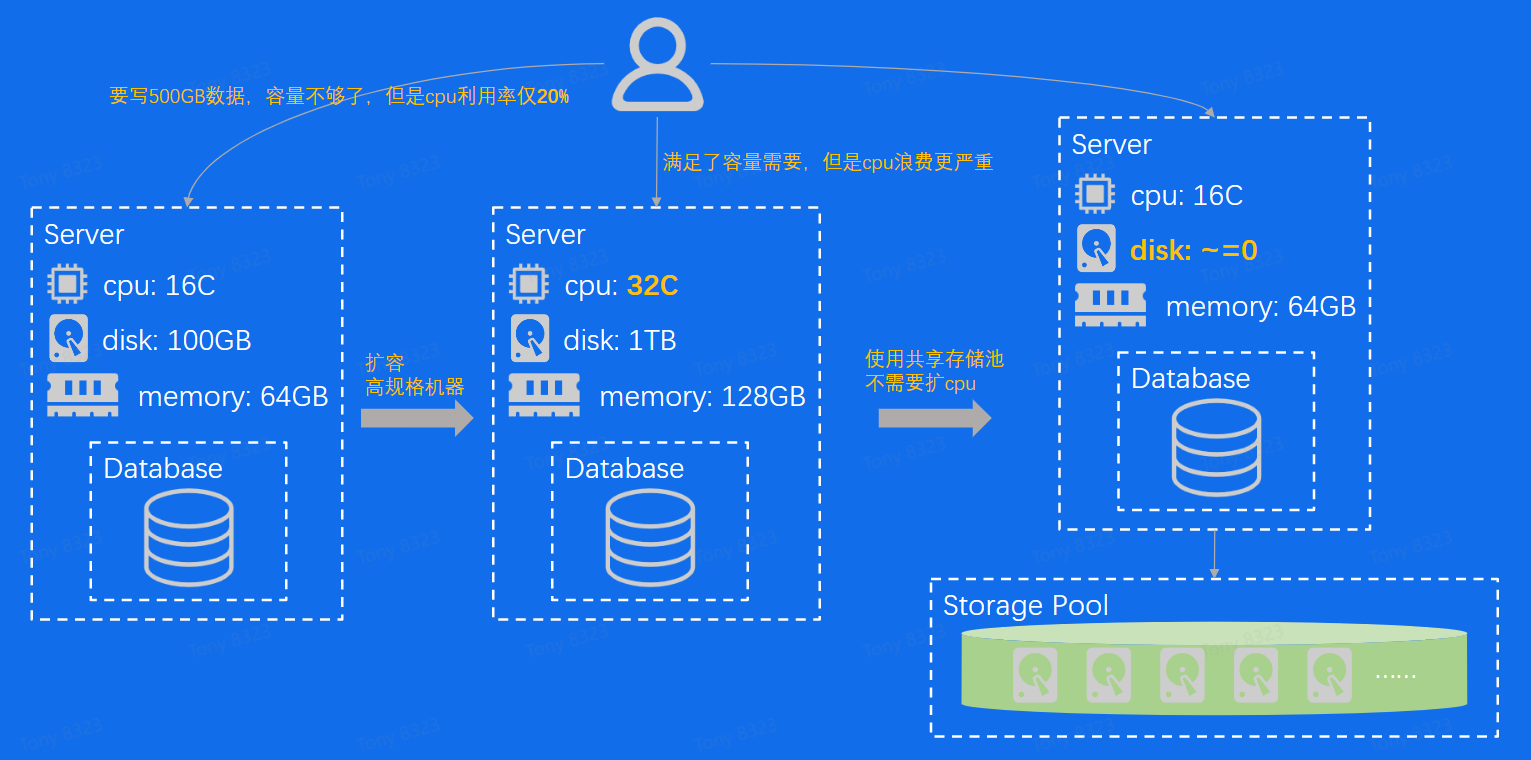 要写500GB数据，容量不够了，但是cpu利用率仅20%
满足了容量需要，但是cpu浪费更严重
Server
cpu: 16C
disk: 100GB
memory: 64GB
Database
扩容
高规格机器
Server
cpu: 32C
disk: 1TB
memory: 128GB
Database
使用共享存储池
不需要扩cpu
Server
cpu: 16C
disk: ~=0
memory: 64GB
Database
Storage Pool
......
Tony 8323